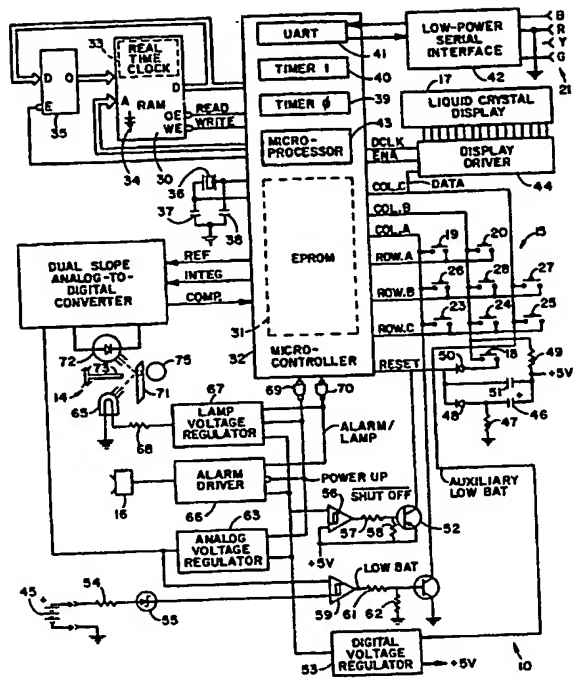 33
REAL
TIME
CLOCK
D O
E
35
A
RAM
D
OE
WE
READ
WRITE
34
30
36
37
38
UART
41
TIMER 1
40
TIMER 0
39
MICRO-
PROCESSOR
43
EPROM
31
32
MICRO-
CONTROLLER
LOW-POWER
SERIAL
INTERFACE
42
B
R
Y
G
21
17
LIQUID CRYSTAL
DISPLAY
DCLK
ENA
DISPLAY
DRIVER
44
COL.C
DATA
COL.B
COL.A
19
20
15
ROW.A
26
28
27
ROW.B
23
24
25
ROW.C
RESET
50
18
49
+5V
51
48
46
+
47
DUAL SLOPE
ANALOG-TO-
DIGITAL
CONVERTER
REF
INTEG
COMP.
72
73
14
75
71
65
68
67
LAMP
VOLTAGE
REGULATOR
69
70
ALARM/
LAMP
16
ALARM
DRIVER
66
POWER UP
63
ANALOG
VOLTAGE
REGULATOR
56
SHUT OFF
57
58
52
+5V
AUXILIARY
LOW BAT
45
+
54
55
LOW BAT
59
61
62
53
DIGITAL
VOLTAGE
REGULATOR
+5V
10